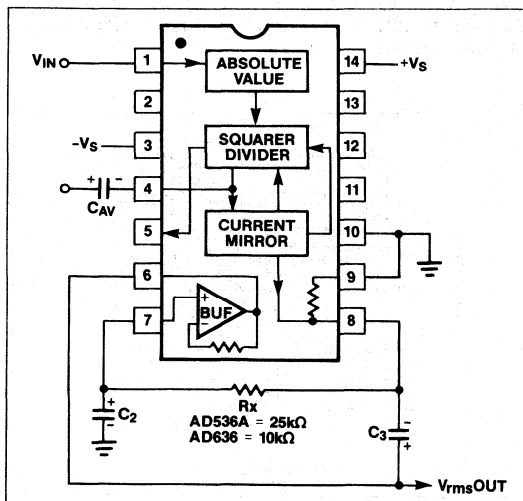 VIN
1
ABSOLUTE
VALUE
14
+VS
2
13
-VS
3
SQUARER
DIVIDER
12
+ -
4
11
CAV
5
CURRENT
MIRROR
10
6
9
+
BUF
-
7
8
+
C2
-
RX
AD536A = 25kΩ
AD636 = 10kΩ
-
C3
+
VrmsOUT